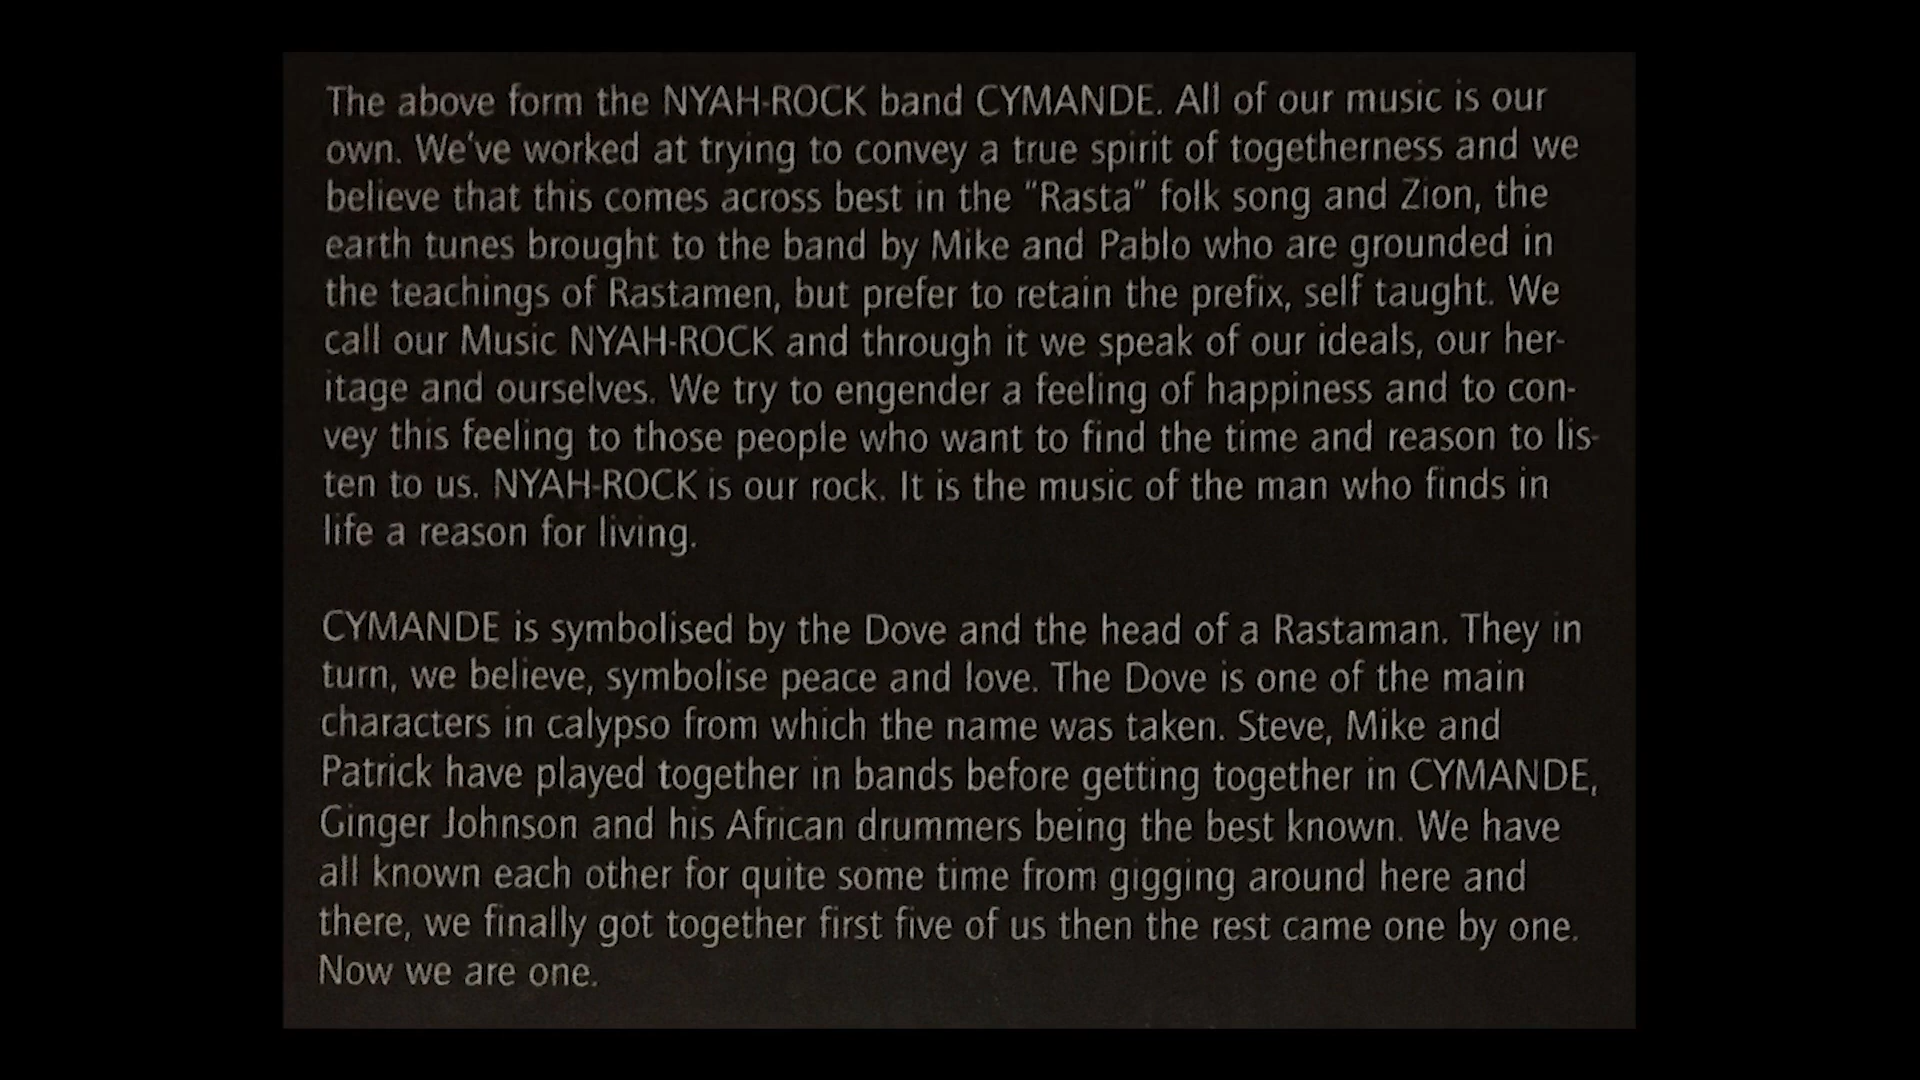 The above form the NYAH-ROCK band CYMANDE. All of our music is our
own. We've worked at trying to convey a true spirit of togetherness and we
believe that this comes across best in the "Rasta" folk song and Zion, the
earth tunes brought to the band by Mike and Pablo who are grounded in
the teachings of Rastamen, but prefer to retain the prefix, self taught. We
call our Music NYAH-ROCK and through it we speak of our ideals, our her-
itage and ourselves. We try to engender a feeling of happiness and to con-
vey this feeling to those people who want to find the time and reason to lis-
ten to us. NYAH-ROCK is our rock. It is the music of the man who finds in
life a reason for living.
CYMANDE is symbolised by the Dove and the head of a Rastaman. They in
turn, we believe, symbolise peace and love. The Dove is one of the main
characters in calypso from which the name was taken. Steve, Mike and
Patrick have played together in bands before getting together in CYMANDE,
Ginger Johnson and his African drummers being the best known. We have
all known each other for quite some time from gigging around here and
there, we finally got together first five of us then the rest came one by one.
Now we are one.